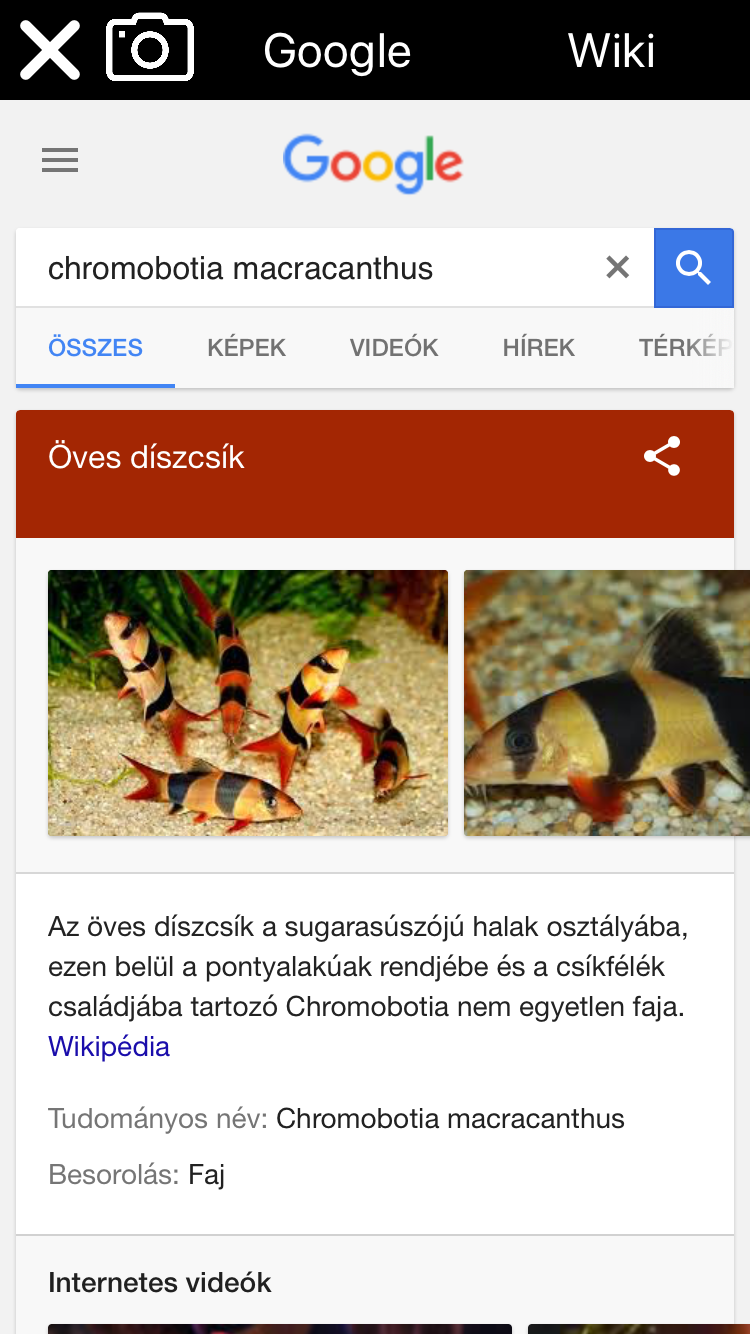 Google Wiki
Google
chromobotia macracanthus
ÖSSZES KÉPEK VIDEÓK HÍREK TÉRKÉP
Öves díszcsík
Az öves díszcsík a sugarasúszójú halak osztályába,
ezen belül a pontyalakúak rendjébe és a csíkfélék
családjába tartozó Chromobotia nem egyetlen faja.
Wikipédia
Tudományos név: Chromobotia macracanthus
Besorolás: Faj
Internetes videók